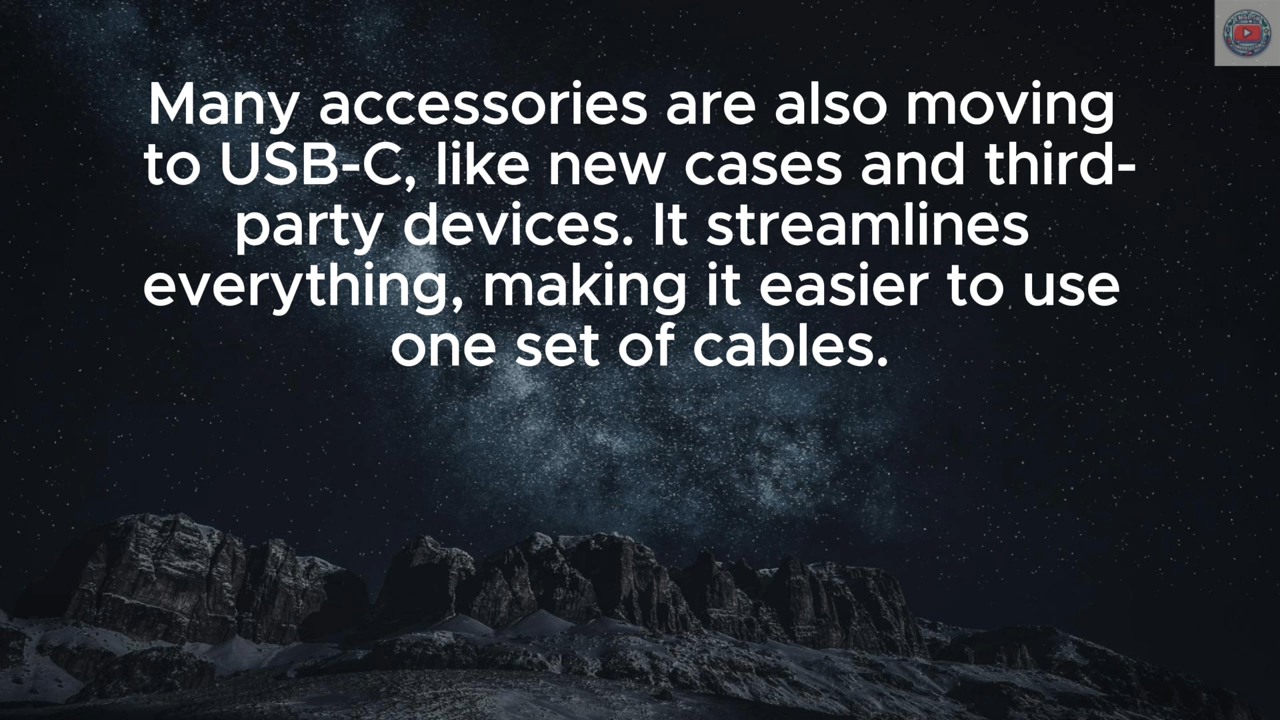 Many accessories are also moving
to USB-C, like new cases and third-
party devices. It streamlines
everything, making it easier to use
one set of cables.